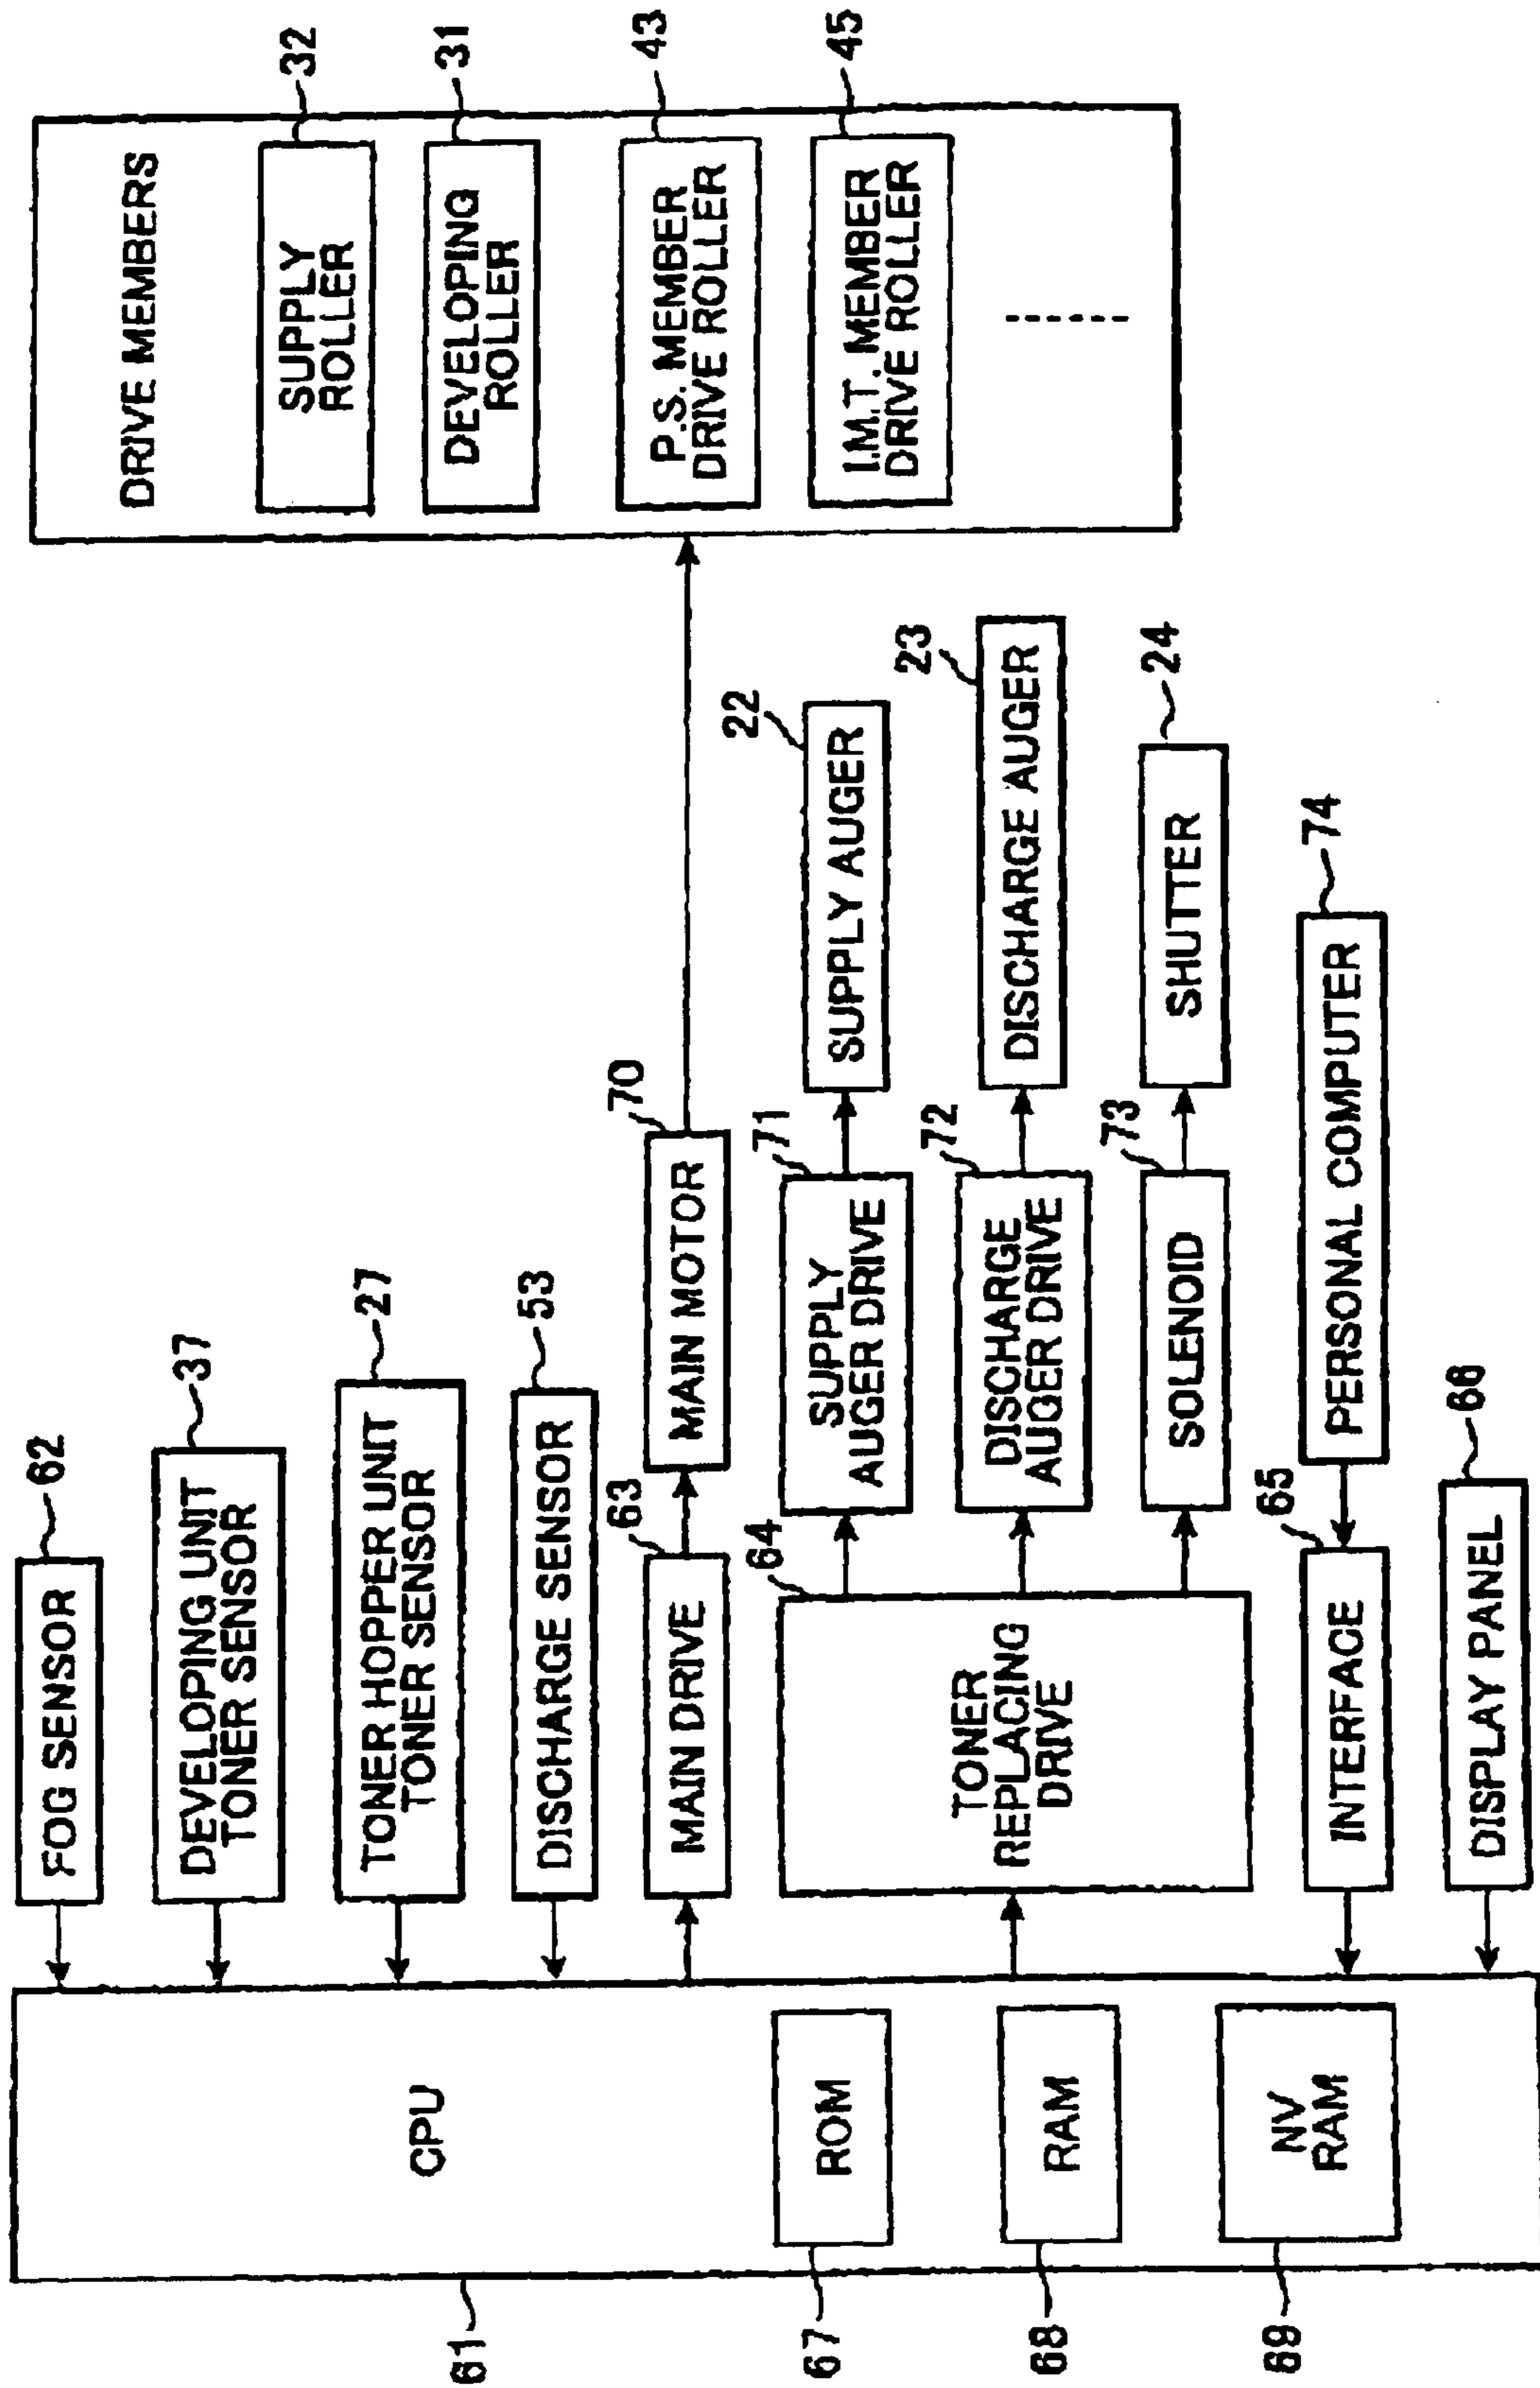 FOG SENSOR
62
DEVELOPING UNIT
TONER SENSOR
37
TONER HOPPER UNIT
TONER SENSOR
27
DISCHARGE SENSOR
53
CPU
61
ROM
67
RAM
68
NV
RAM
69
MAIN DRIVE
63
MAIN MOTOR
70
DRIVE MEMBERS
SUPPLY
ROLLER
32
DEVELOPING
ROLLER
31
P.S. MEMBER
DRIVE ROLLER
43
I.M.T. MEMBER
DRIVE ROLLER
45
TONER
REPLACING
DRIVE
64
SUPPLY
AUGER DRIVE
71
SUPPLY AUGER
22
DISCHARGE
AUGER DRIVE
72
DISCHARGE AUGER
23
SOLENOID
73
SHUTTER
24
INTERFACE
65
PERSONAL COMPUTER
74
DISPLAY PANEL
66